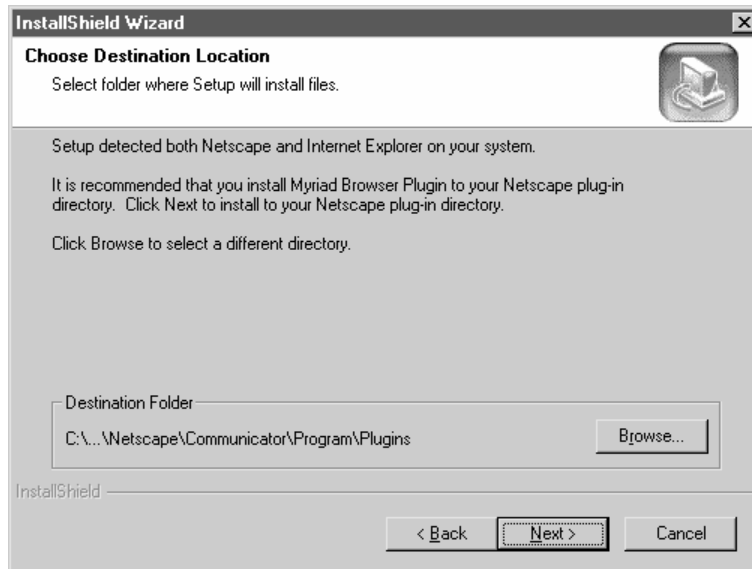 InstallShield Wizard
Choose Destination Location
Select folder where Setup will install files.
Setup detected both Netscape and Internet Explorer on your system.
It is recommended that you install Myriad Browser Plugin to your Netscape plug-in
directory. Click Next to install to your Netscape plug-in directory.
Click Browse to select a different directory.
Destination Folder
C:\...\Netscape\Communicator\Program\Plugins
Browse...
InstallShield
< Back
Next >
Cancel